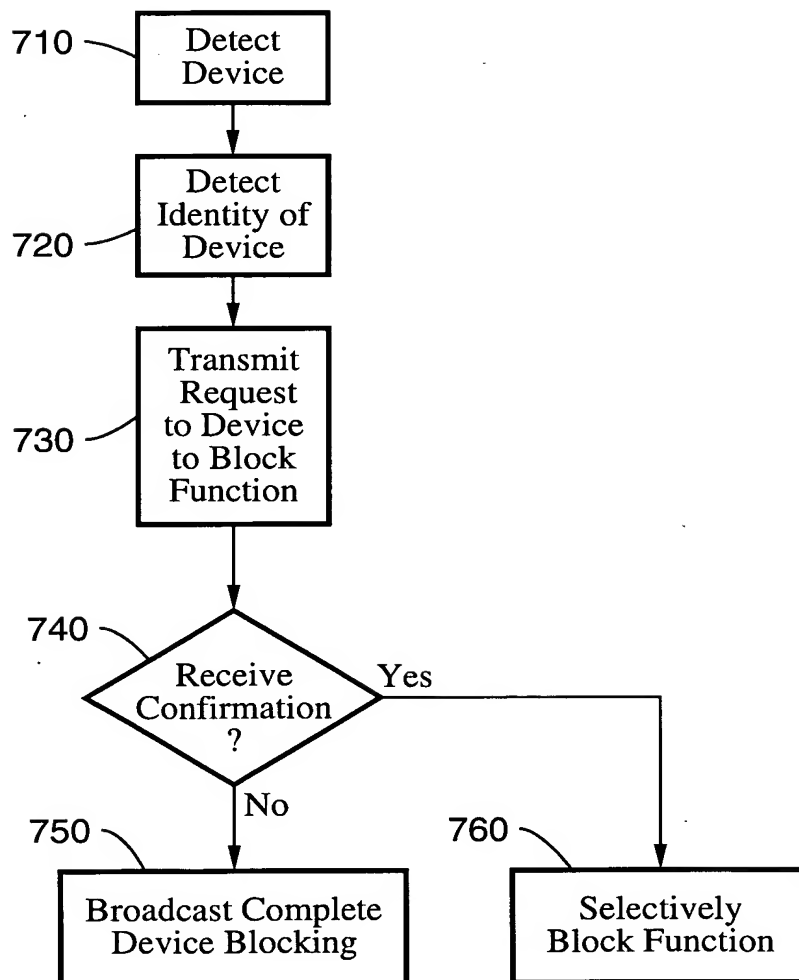 710
Detect
Device
720
Detect
Identity of
Device
730
Transmit
Request
to Device
to Block
Function
740
Receive
Confirmation
?
Yes
No
750
Broadcast Complete
Device Blocking
760
Selectively
Block Function